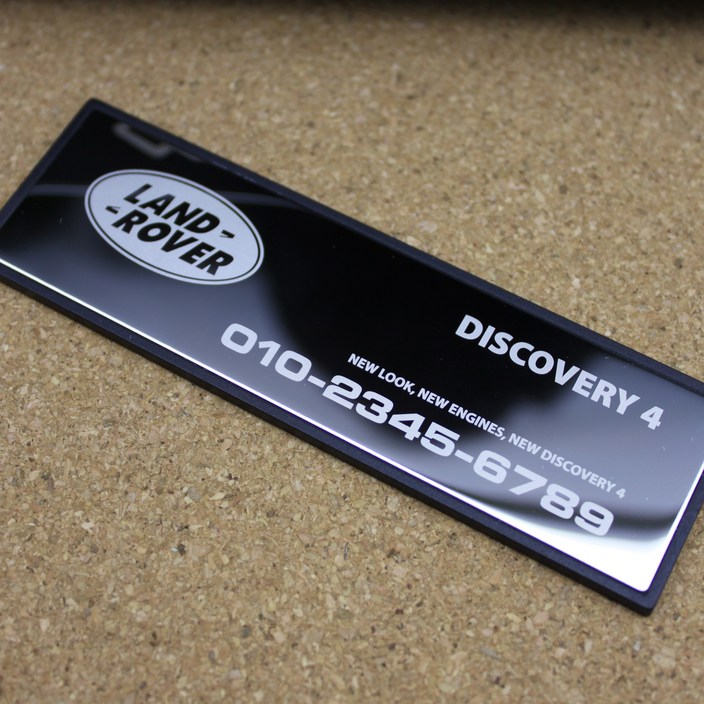 LAND-
-ROVER
DISCOVERY 4
NEW LOOK, NEW ENGINES, NEW DISCOVERY 4
010-2345-6789